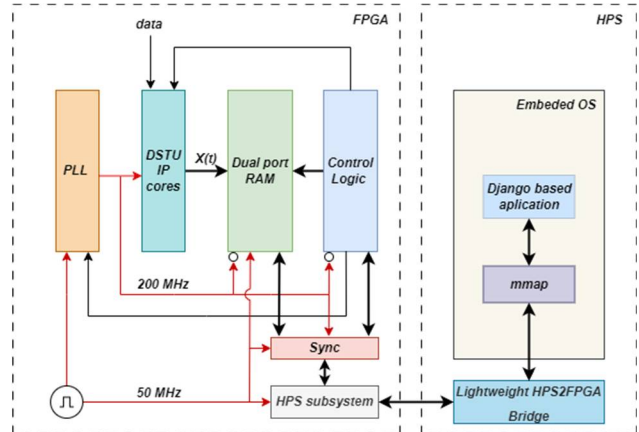 FPGA
HPS
data
Embeded OS
PLL
DSTU
IP
cores
X(t)
Dual port
RAM
Control
Logic
Django based
aplication
mmap
200 MHz
Sync
50 MHz
HPS subsystem
Lightweight HPS2FPGA
Bridge